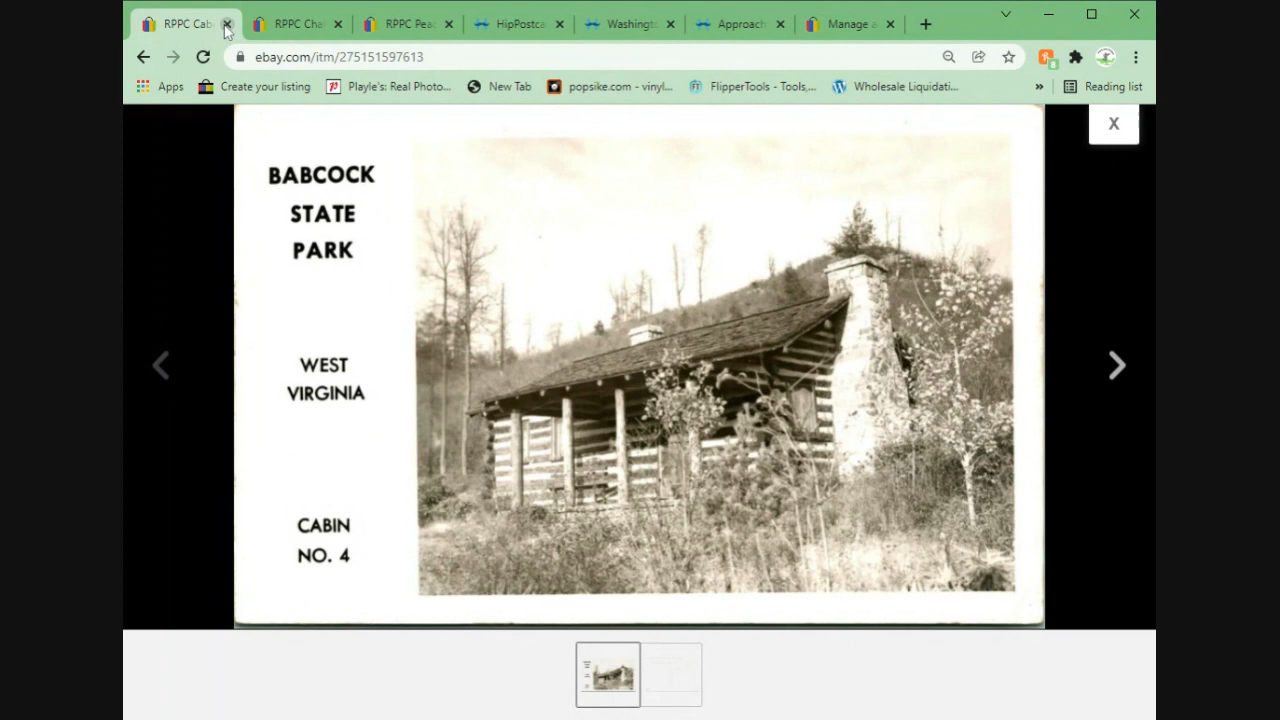 RPPC Cab
RPPC Cha
RPPC Pea
HipPostca
Washingt
Approach
Manage a
ebay.com/itm/275151597613
8
Apps
Create your listing
Playle's: Real Photo...
New Tab
popsike.com - vinyl...
FlipperTools - Tools,...
Wholesale Liquidati...
»
Reading list
X
BABCOCK
STATE
PARK
WEST
VIRGINIA
CABIN
NO. 4